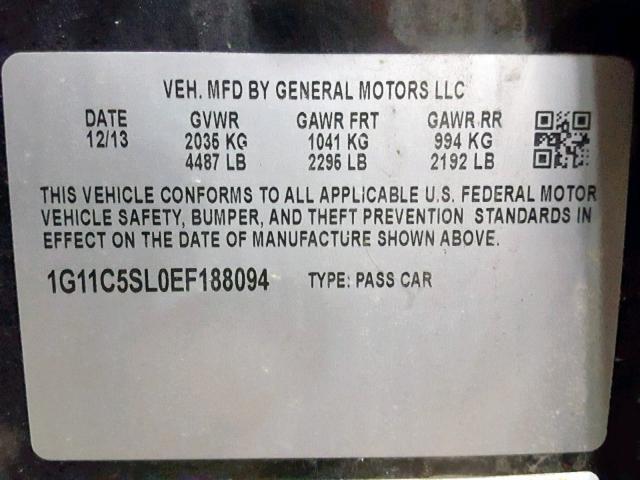 VEH. MFD BY GENERAL MOTORS LLC
DATE GVWR GAWR FRT GAWR RR
12/13 2035 KG 1041 KG 994 KG
4487 LB 2295 LB 2192 LB
THIS VEHICLE CONFORMS TO ALL APPLICABLE U.S. FEDERAL MOTOR
VEHICLE SAFETY, BUMPER, AND THEFT PREVENTION STANDARDS IN
EFFECT ON THE DATE OF MANUFACTURE SHOWN ABOVE.
1G11C5SL0EF188094 TYPE: PASS CAR